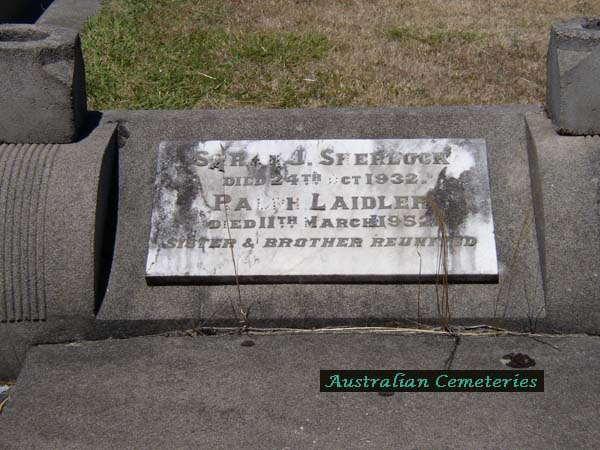 SARAH J. SHERLOCK
DIED 24TH OCT 1932.
RALPH LAIDLER
DIED 11TH MARCH 1952
SISTER & BROTHER REUNITED
Australian Cemeteries